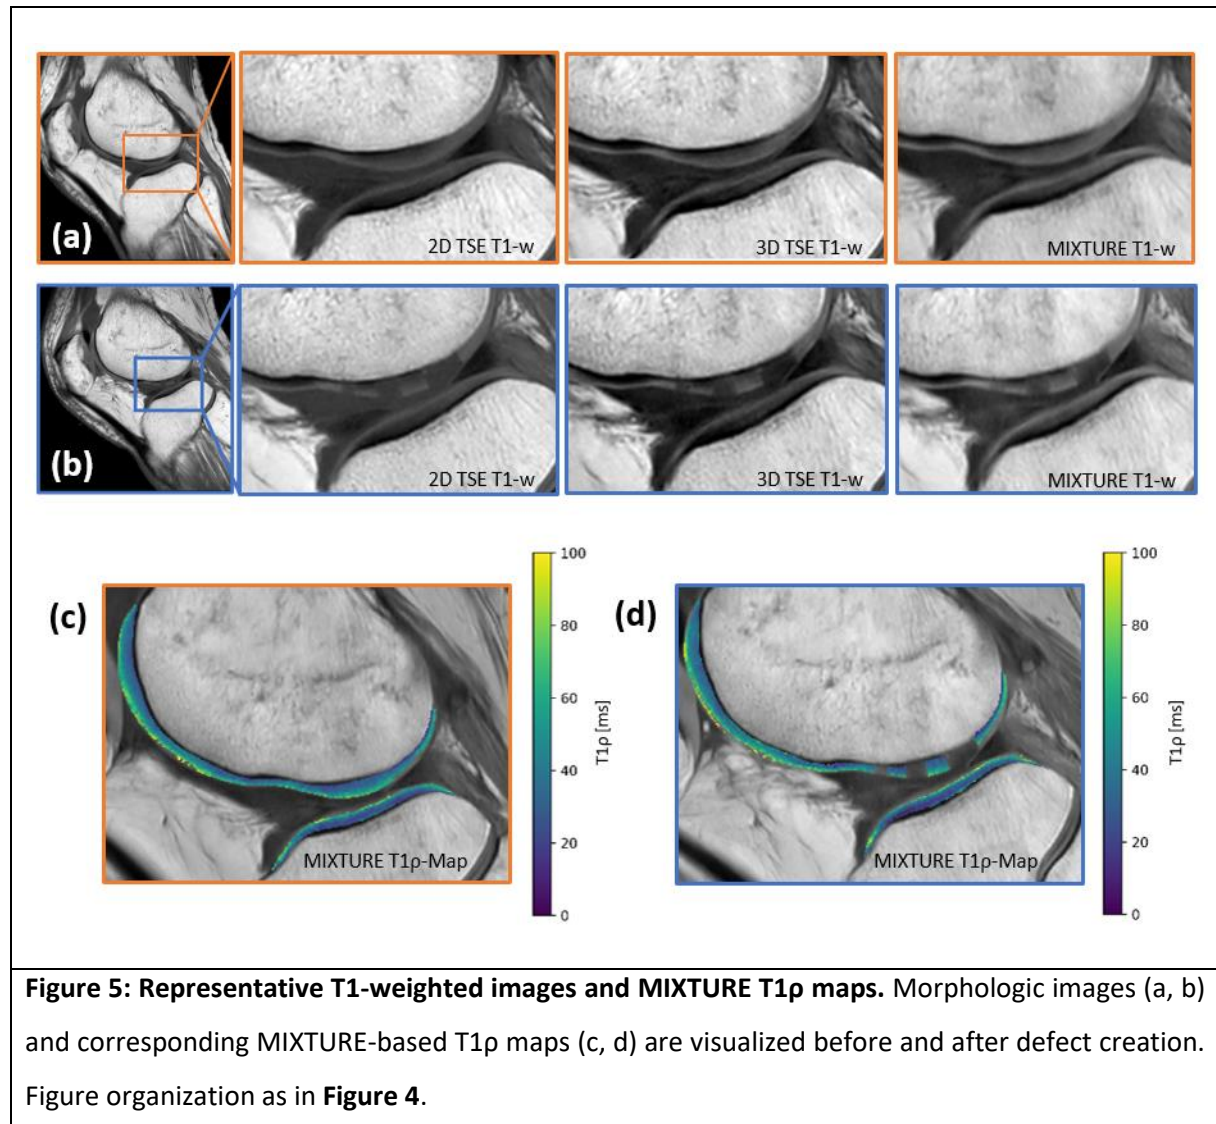 (a)
2D TSE T1-w
3D TSE T1-w
MIXTURE T1-w
(b)
2D TSE T1-w
3D TSE T1-w
MIXTURE T1-w
(c)
MIXTURE T1ρ-Map
100
80
60
40
20
0
T1ρ [ms]
(d)
MIXTURE T1ρ-Map
100
80
60
40
20
0
T1ρ [ms]
Figure 5: Representative T1-weighted images and MIXTURE T1ρ maps. Morphologic images (a, b)
and corresponding MIXTURE-based T1ρ maps (c, d) are visualized before and after defect creation.
Figure organization as in Figure 4.